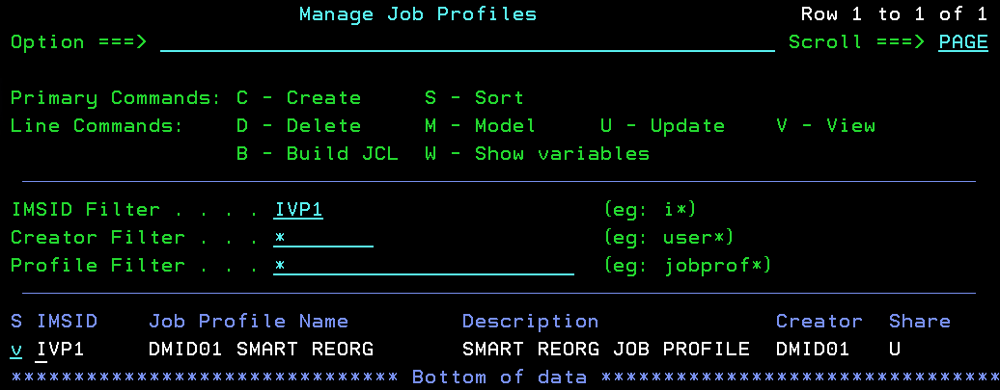 Manage Job Profiles Row 1 to 1 of 1
Option ===> Scroll ===> PAGE
Primary Commands: C - Create S - Sort
Line Commands: D - Delete M - Model U - Update V - View
B - Build JCL W - Show variables
IMSID Filter . . . . IVP1 (eg: i*)
Creator Filter . . . * (eg: user*)
Profile Filter . . . * (eg: jobprof*)
S IMSID Job Profile Name Description Creator Share
v IVP1 DMID01 SMART REORG SMART REORG JOB PROFILE DMID01 U
******************************* Bottom of data ********************************